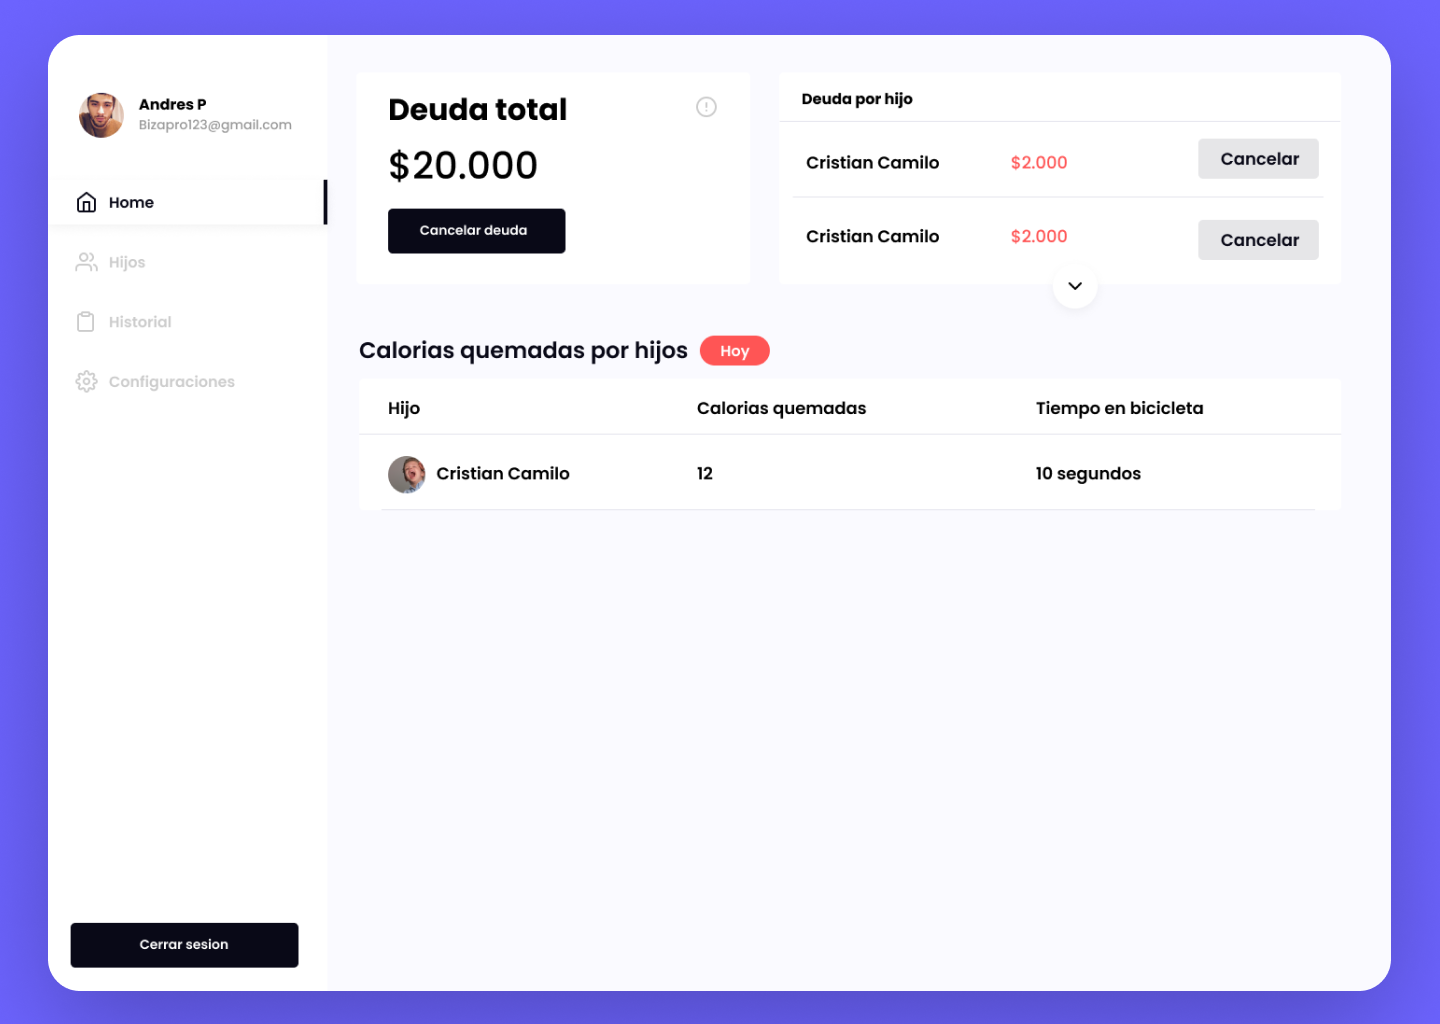 Andres P
Bizapro123@gmail.com
Home
Hijos
Historial
Configuraciones
Cerrar sesion
Deuda total
$20.000
Cancelar deuda
Deuda por hijo
Cristian Camilo $2.000 Cancelar
Cristian Camilo $2.000 Cancelar
Calorias quemadas por hijos Hoy
Hijo Calorias quemadas Tiempo en bicicleta
Cristian Camilo 12 10 segundos